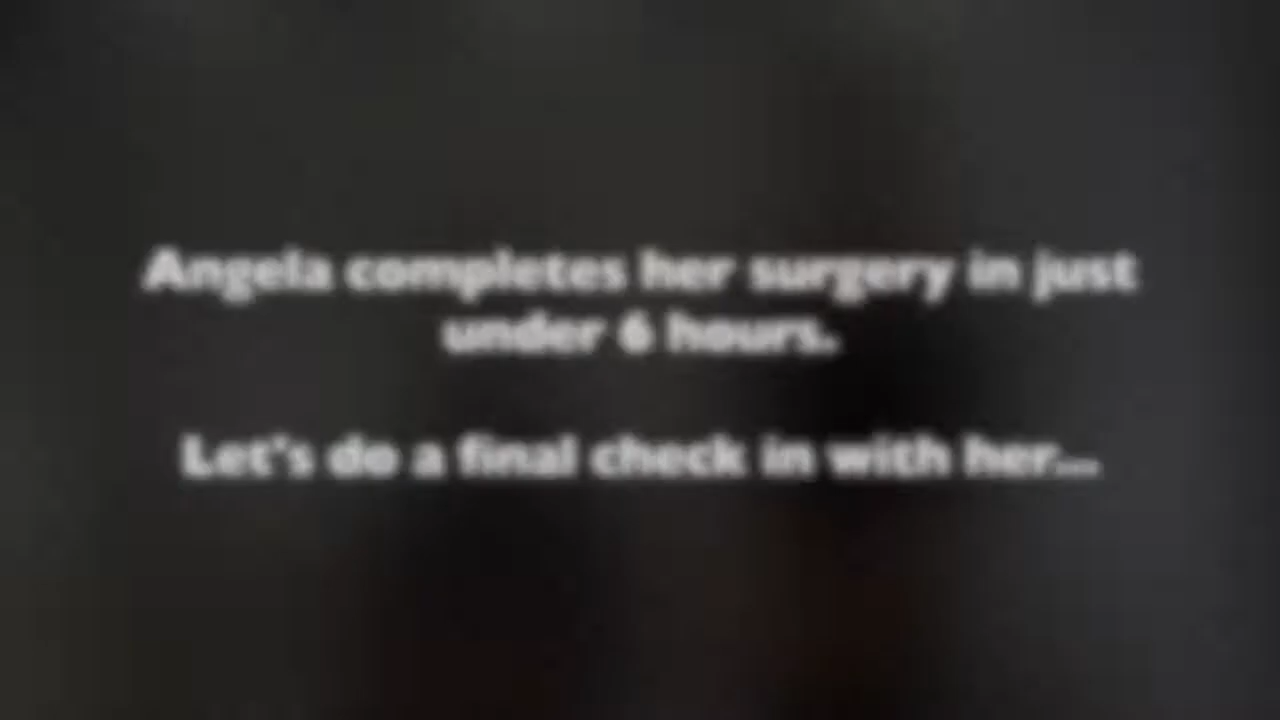 Angela completes her surgery in just
under 6 hours.
Let's do a final check in with her...